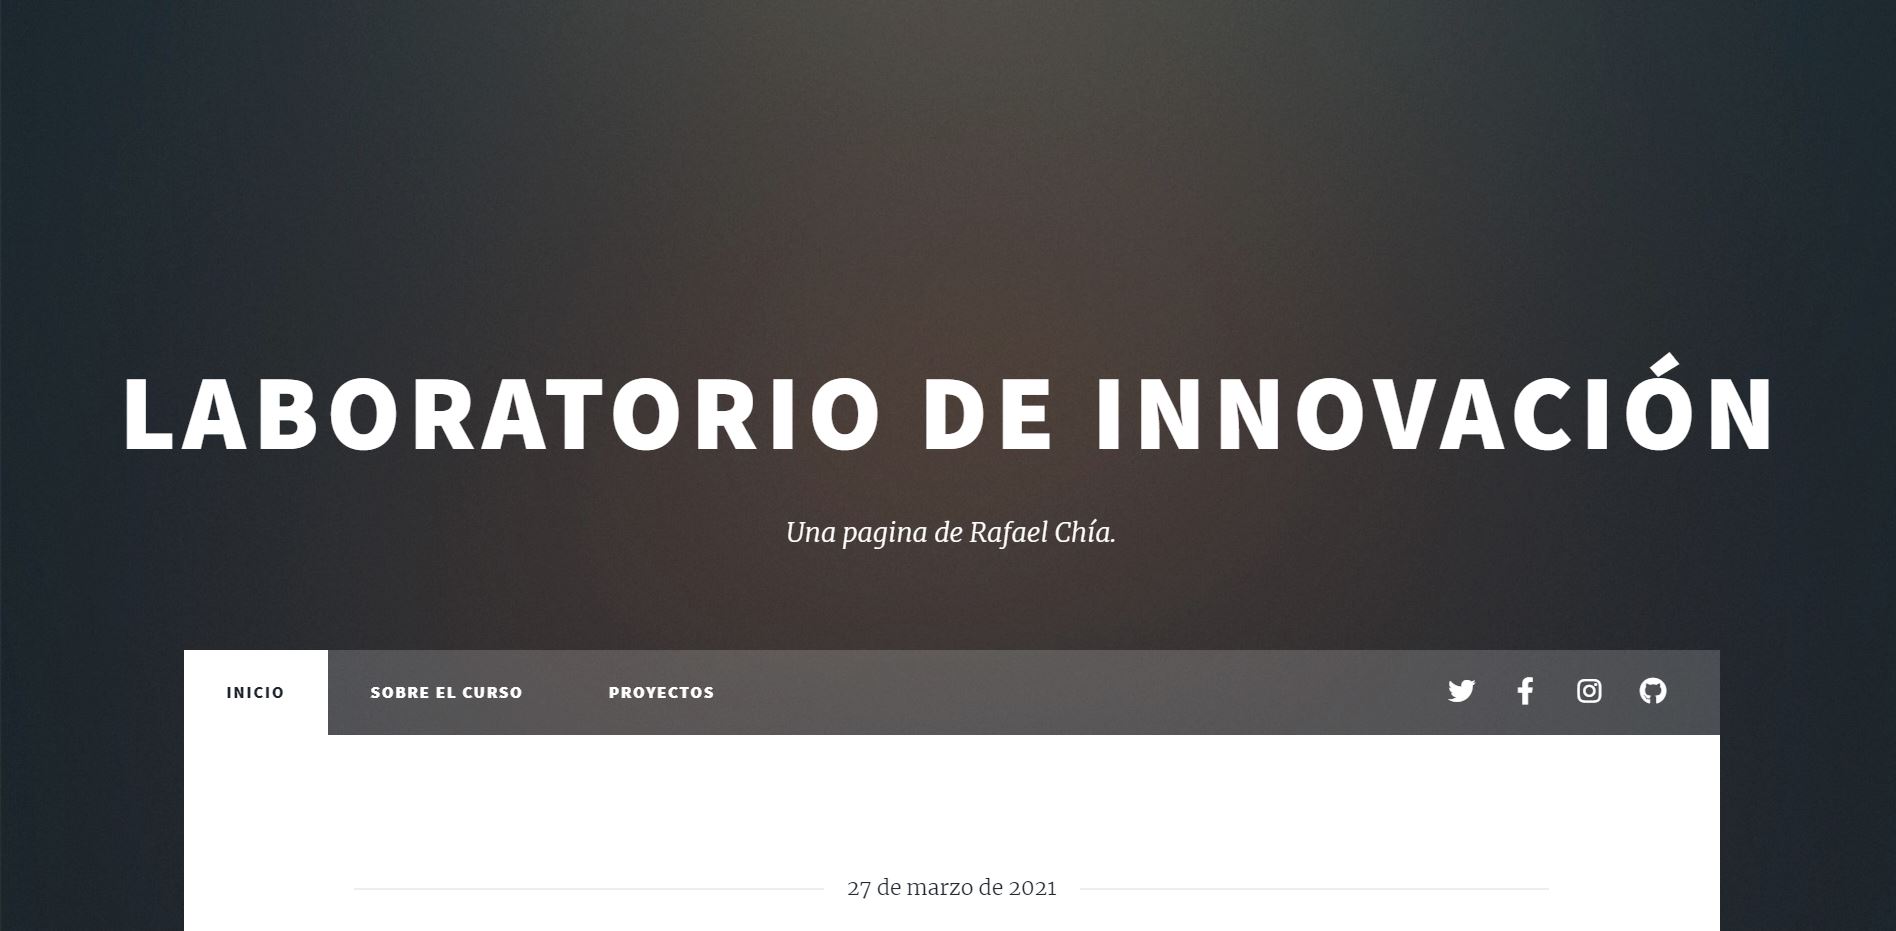 LABORATORIO DE INNOVACIÓN
Una pagina de Rafael Chía.
INICIO SOBRE EL CURSO PROYECTOS
27 de marzo de 2021